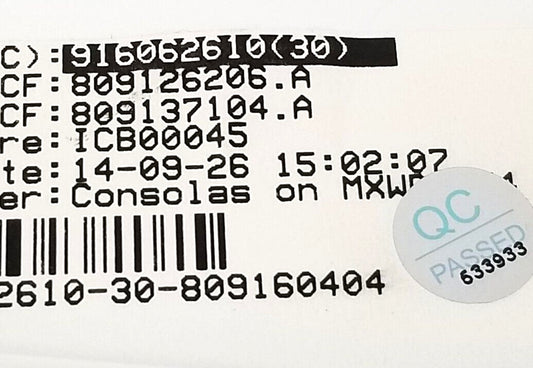 C):916062610(30)
CF:809126206.A
CF:809137104.A
re:ICB00045
te:14-09-26 15:02:07
er:Consolas on
2610-30-809160404
QC
PASSED
633933